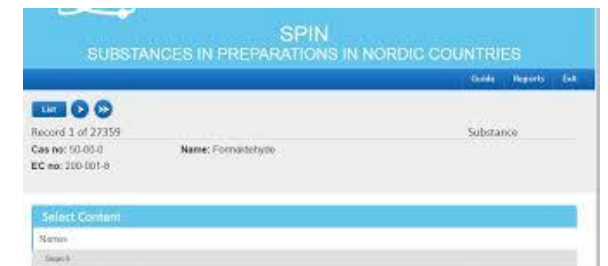 SPIN
SUBSTANCES IN PREPARATIONS IN NORDIC COUNTRIES
Guide Reports Exit
List
Record 1 of 27359 Substance
Cas no: 50-00-0 Name: Formaldehyde
EC no: 200-001-8
Select Content
Names